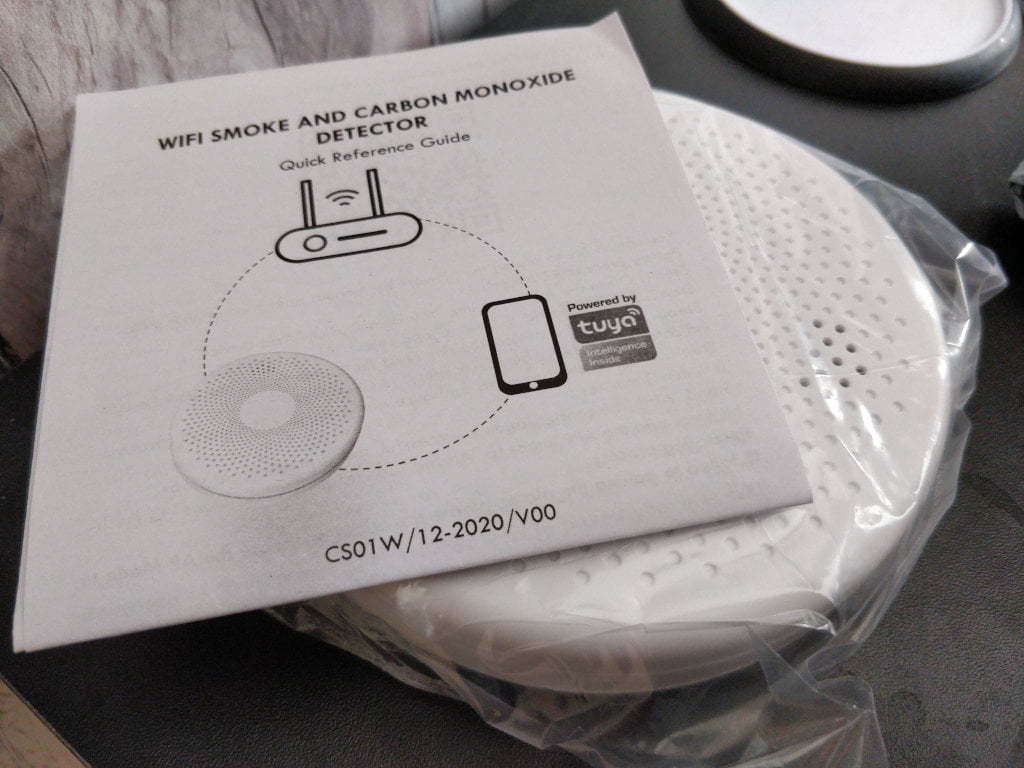 WIFI SMOKE AND CARBON MONOXIDE
DETECTOR
Quick Reference Guide
Powered by
tuya
intelligence
inside
CS01W/12-2020/V00